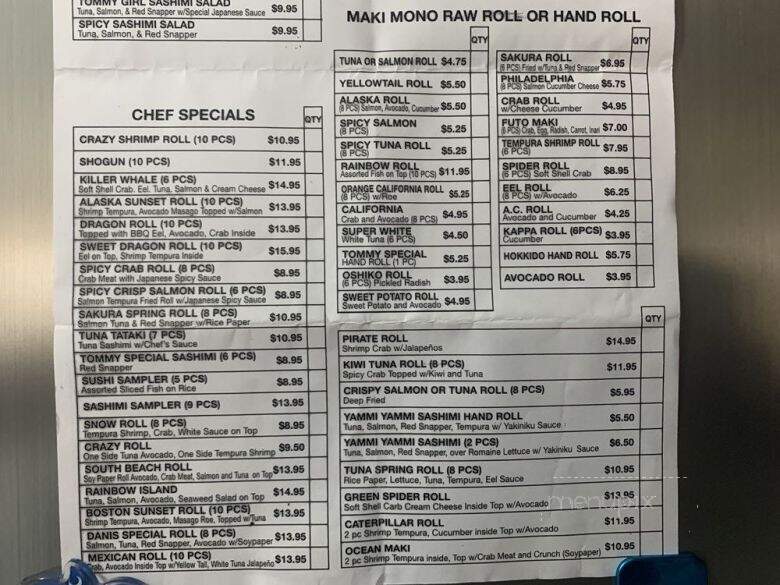 TOMMY GIRL SASHIMI SALAD
Tuna, Salmon, & Red Snapper w/Special Japanese Sauce $9.95
SPICY SASHIMI SALAD
Tuna, Salmon, & Red Snapper $9.95
CHEF SPECIALS QTY
CRAZY SHRIMP ROLL (10 PCS) $10.95
SHOGUN (10 PCS) $11.95
KILLER WHALE (6 PCS)
Soft Shell Crab, Eel, Tuna, Salmon & Cream Cheese $14.95
ALASKA SUNSET ROLL (10 PCS)
Shrimp Tempura, Avocado Masago Topped w/Salmon $13.95
DRAGON ROLL (10 PCS)
Topped with BBQ Eel, Avocado, Crab Inside $13.95
SWEET DRAGON ROLL (10 PCS)
Eel on Top, Shrimp Tempura Inside $15.95
SPICY CRAB ROLL (8 PCS)
Crab Meat with Japanese Spicy Sauce $8.95
SPICY CRISP SALMON ROLL (6 PCS)
Salmon Tempura Fried Roll w/Japanese Spicy Sauce $8.95
SAKURA SPRING ROLL (8 PCS)
Salmon Tuna & Red Snapper w/Rice Paper $10.95
TUNA TATAKI (7 PCS)
Tuna Sashimi w/Chef's Sauce $10.95
TOMMY SPECIAL SASHIMI (6 PCS)
Red Snapper $8.95
SUSHI SAMPLER (5 PCS)
Assorted Sliced Fish on Rice $8.95
SASHIMI SAMPLER (9 PCS) $13.95
SNOW ROLL (8 PCS)
Tempura Shrimp, Crab, White Sauce on Top $8.95
CRAZY ROLL
One Side Tuna Avocado, One Side Tempura Shrimp $9.50
SOUTH BEACH ROLL
Soy Paper Roll Avocado, Crab Meat, Salmon and Tuna on Top $13.95
RAINBOW ISLAND
Tuna, Salmon, Avocado, Seaweed Salad on Top $14.95
BOSTON SUNSET ROLL (10 PCS)
Shrimp Tempura, Avocado, Masago Roe, Topped w/Tuna $13.95
DANIS SPECIAL ROLL (8 PCS)
Salmon, Tuna, Red Snapper, Avocado w/Soypaper $13.95
MEXICAN ROLL (10 PCS)
Crab, Avocado Inside Top w/Yellow Tail, White Tuna Jalapeño $13.95
MAKI MONO RAW ROLL OR HAND ROLL
QTY
TUNA OR SALMON ROLL $4.75
YELLOWTAIL ROLL $5.50
ALASKA ROLL
(8 PCS) Salmon, Avocado, Cucumber $5.50
SPICY SALMON
(8 PCS) $5.25
SPICY TUNA ROLL
(8 PCS) $5.25
RAINBOW ROLL
Assorted Fish on Top (10 PCS) $11.95
ORANGE CALIFORNIA ROLL
(8 PCS) w/Roe $5.25
CALIFORNIA
Crab and Avocado (8 PCS) $4.95
SUPER WHITE
White Tuna (6 PCS) $4.50
TOMMY SPECIAL
HAND ROLL (1 PC) $5.25
OSHIKO ROLL
(6 PCS) Pickled Radish $3.95
SWEET POTATO ROLL
Sweet Potato and Avocado $4.95
QTY
SAKURA ROLL
(6 PCS) Fried w/Tuna & Red Snapper $6.95
PHILADELPHIA
(8 PCS) Salmon Cucumber Cheese $5.75
CRAB ROLL
w/Cheese Cucumber $4.95
FUTO MAKI
(8 PCS) Crab, Egg, Radish, Carrot, Inari $7.00
TEMPURA SHRIMP ROLL
(6 PCS) $7.95
SPIDER ROLL
(6 PCS) Soft Shell Crab $8.95
EEL ROLL
(8 PCS) w/Avocado $6.25
A.C. ROLL
Avocado and Cucumber $4.25
KAPPA ROLL (6PCS)
Cucumber $3.95
HOKKIDO HAND ROLL $5.75
AVOCADO ROLL $3.95
QTY
PIRATE ROLL
Shrimp Crab w/Jalapeños $14.95
KIWI TUNA ROLL (8 PCS)
Spicy Crab Topped w/Kiwi and Tuna $11.95
CRISPY SALMON OR TUNA ROLL (8 PCS)
Deep Fried $5.95
YAMMI YAMMI SASHIMI HAND ROLL
Tuna, Salmon, Red Snapper, Tempura w/ Yakiniku Sauce $5.50
YAMMI YAMMI SASHIMI (2 PCS)
Tuna, Salmon, Red Snapper, over Romaine Lettuce w/ Yakiniku Sauce $6.50
TUNA SPRING ROLL (8 PCS)
Rice Paper, Lettuce, Tuna, Tempura, Eel Sauce $10.95
GREEN SPIDER ROLL
Soft Shell Carb Cream Cheese Inside Top w/Avocado $13.95
CATERPILLAR ROLL
2 pc Shrimp Tempura, Cucumber inside Top w/Avocado $11.95
OCEAN MAKI
2 pc Shrimp Tempura inside, Top w/Crab Meat and Crunch (Soypaper) $10.95
menupix